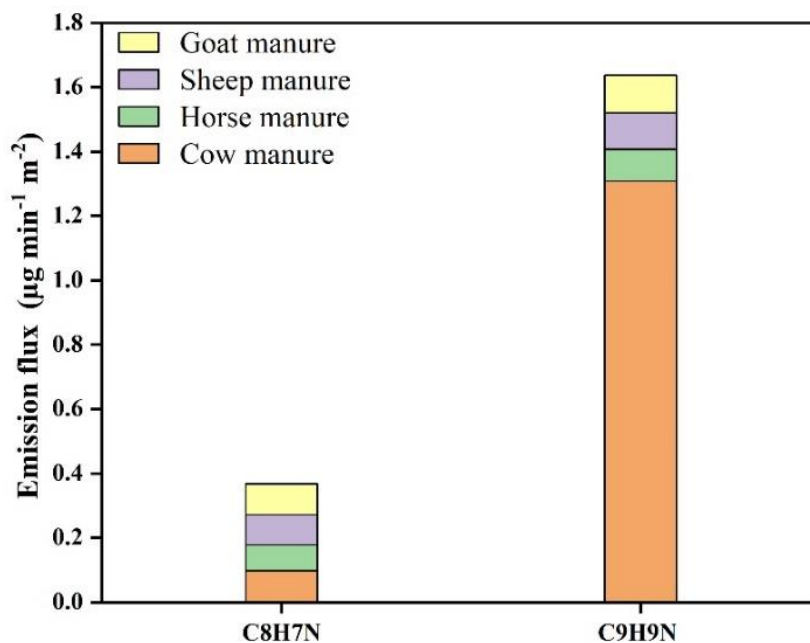 Goat manure
Sheep manure
Horse manure
Cow manure
Emission flux (µg min⁻¹ m⁻²)
1.8
1.6
1.4
1.2
1.0
0.8
0.6
0.4
0.2
0.0
C8H7N
C9H9N